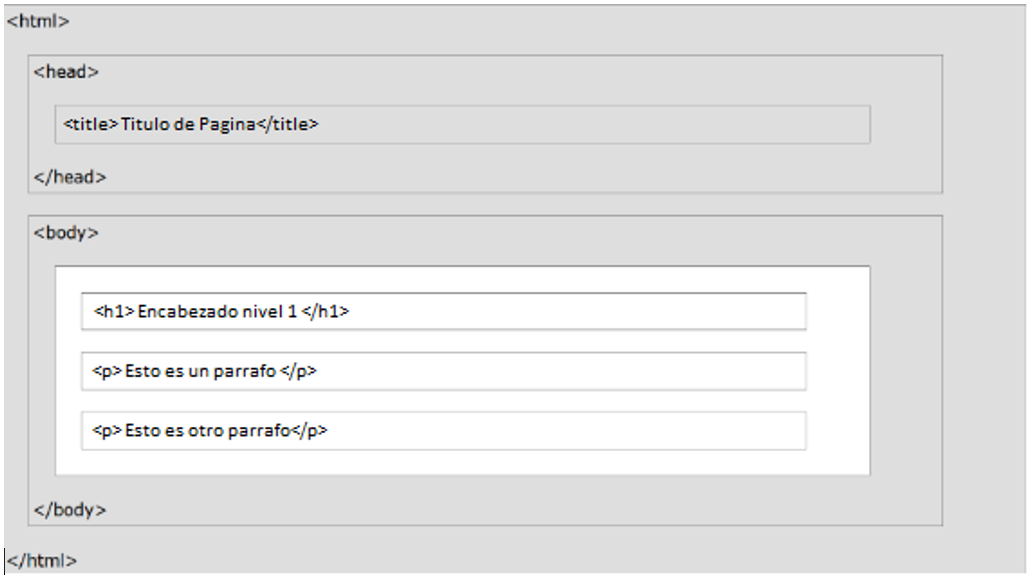 <html>
<head>
<title>Titulo de Pagina</title>
</head>
<body>
<h1> Encabezado nivel 1 </h1>
<p> Esto es un parrafo </p>
<p> Esto es otro parrafo</p>
</body>
</html>